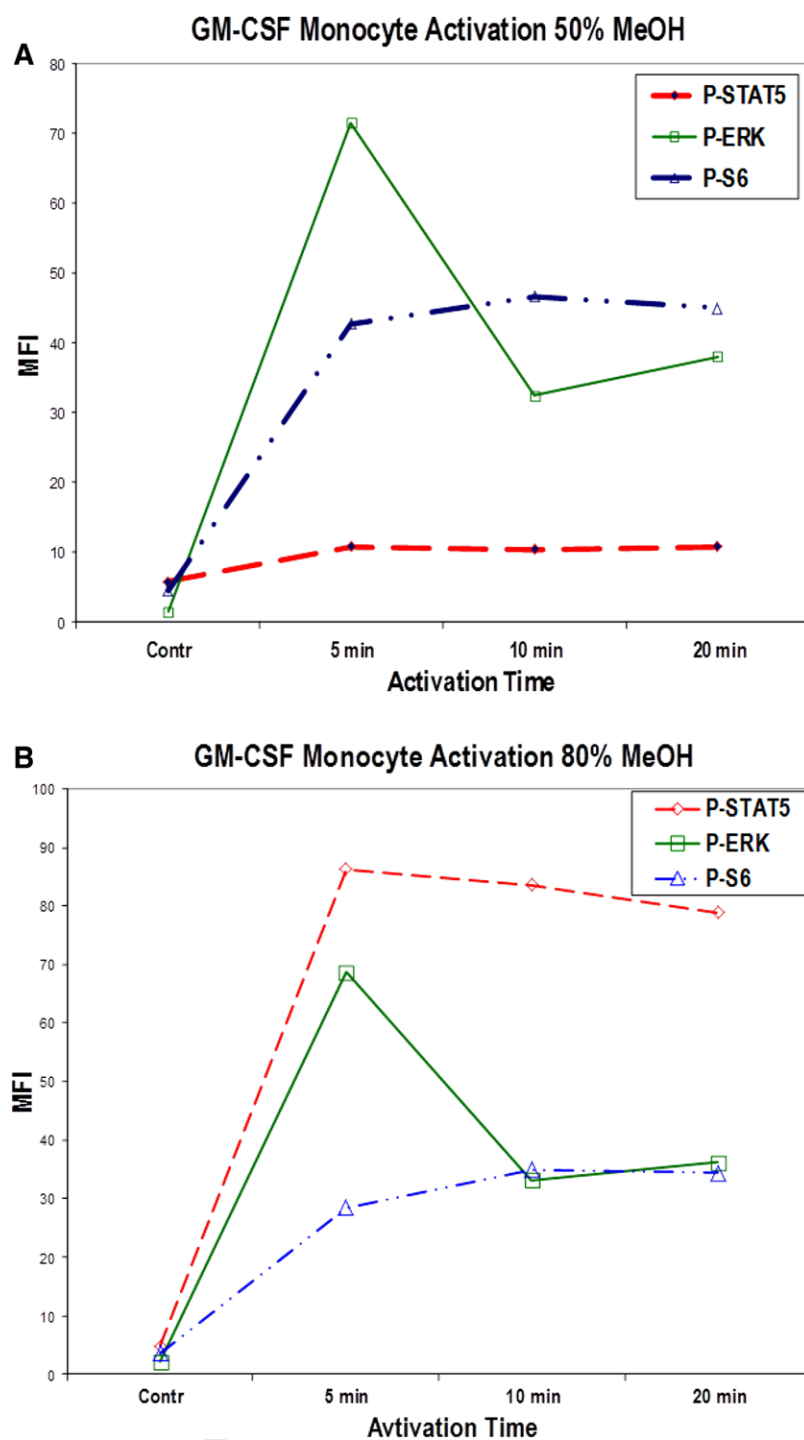 A
GM-CSF Monocyte Activation 50% MeOH
80
70
60
50
40
30
20
10
0
MFI
P-STAT5
P-ERK
P-S6
Contr 5 min 10 min 20 min
Activation Time
B
GM-CSF Monocyte Activation 80% MeOH
100
90
80
70
60
50
40
30
20
10
0
MFI
P-STAT5
P-ERK
P-S6
Contr 5 min 10 min 20 min
Avtivation Time